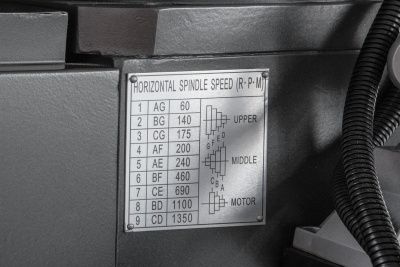 HORIZONTAL SPINDLE SPEED (R·P·M)
1 AG 60
2 BG 140
3 CG 175
4 AF 200
5 AE 240
6 BF 460
7 CE 690
8 BD 1100
9 CD 1350
UPPER
G F E D
MIDDLE
C B A
MOTOR